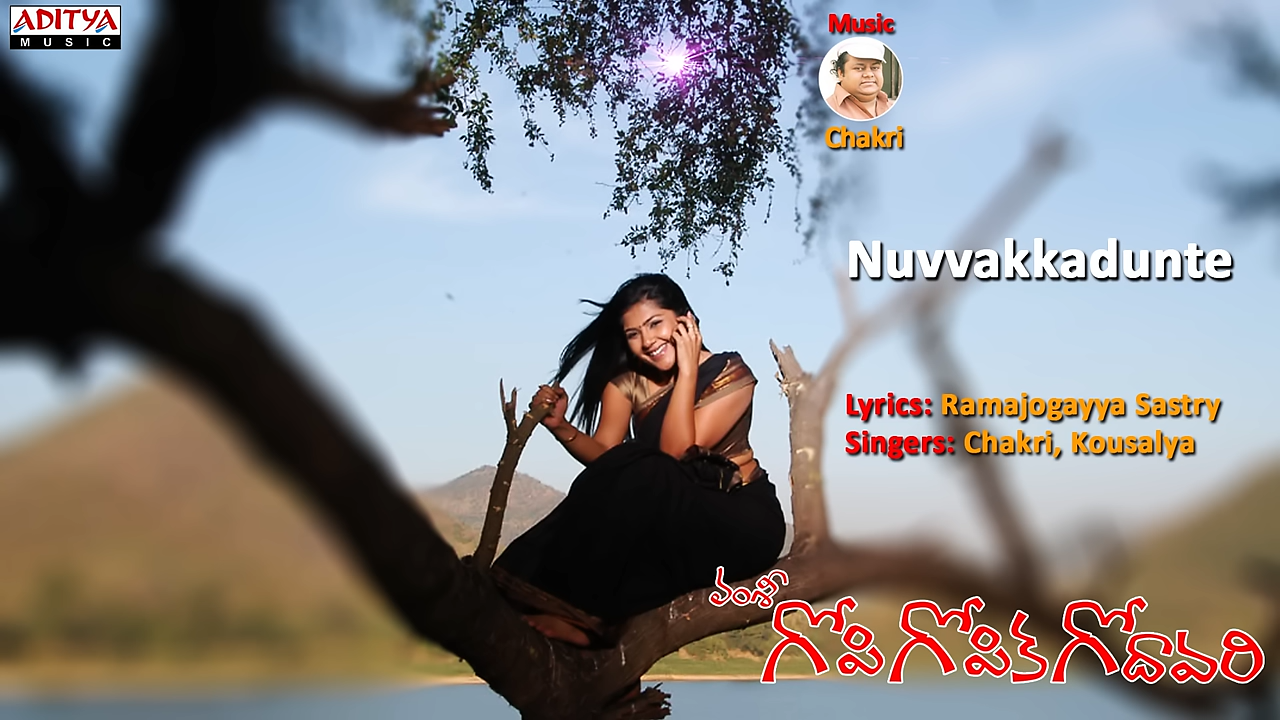 ADITYA
MUSIC
Music
Chakri
Nuvvakkadunte
Lyrics: Ramajogayya Sastry
Singers: Chakri, Kousalya
వంశీ
గోపి గోపిక గోదావరి